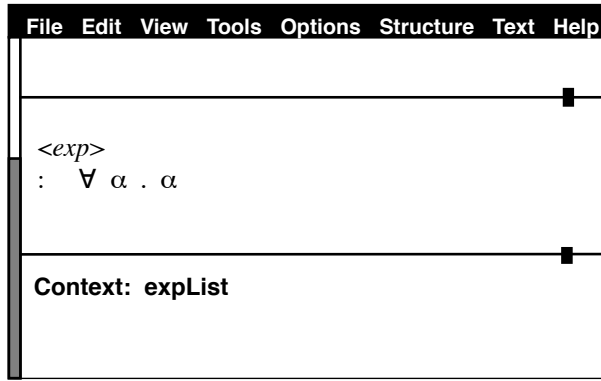 File Edit View Tools Options Structure Text Help
<exp>
: ∀ α . α
Context: expList